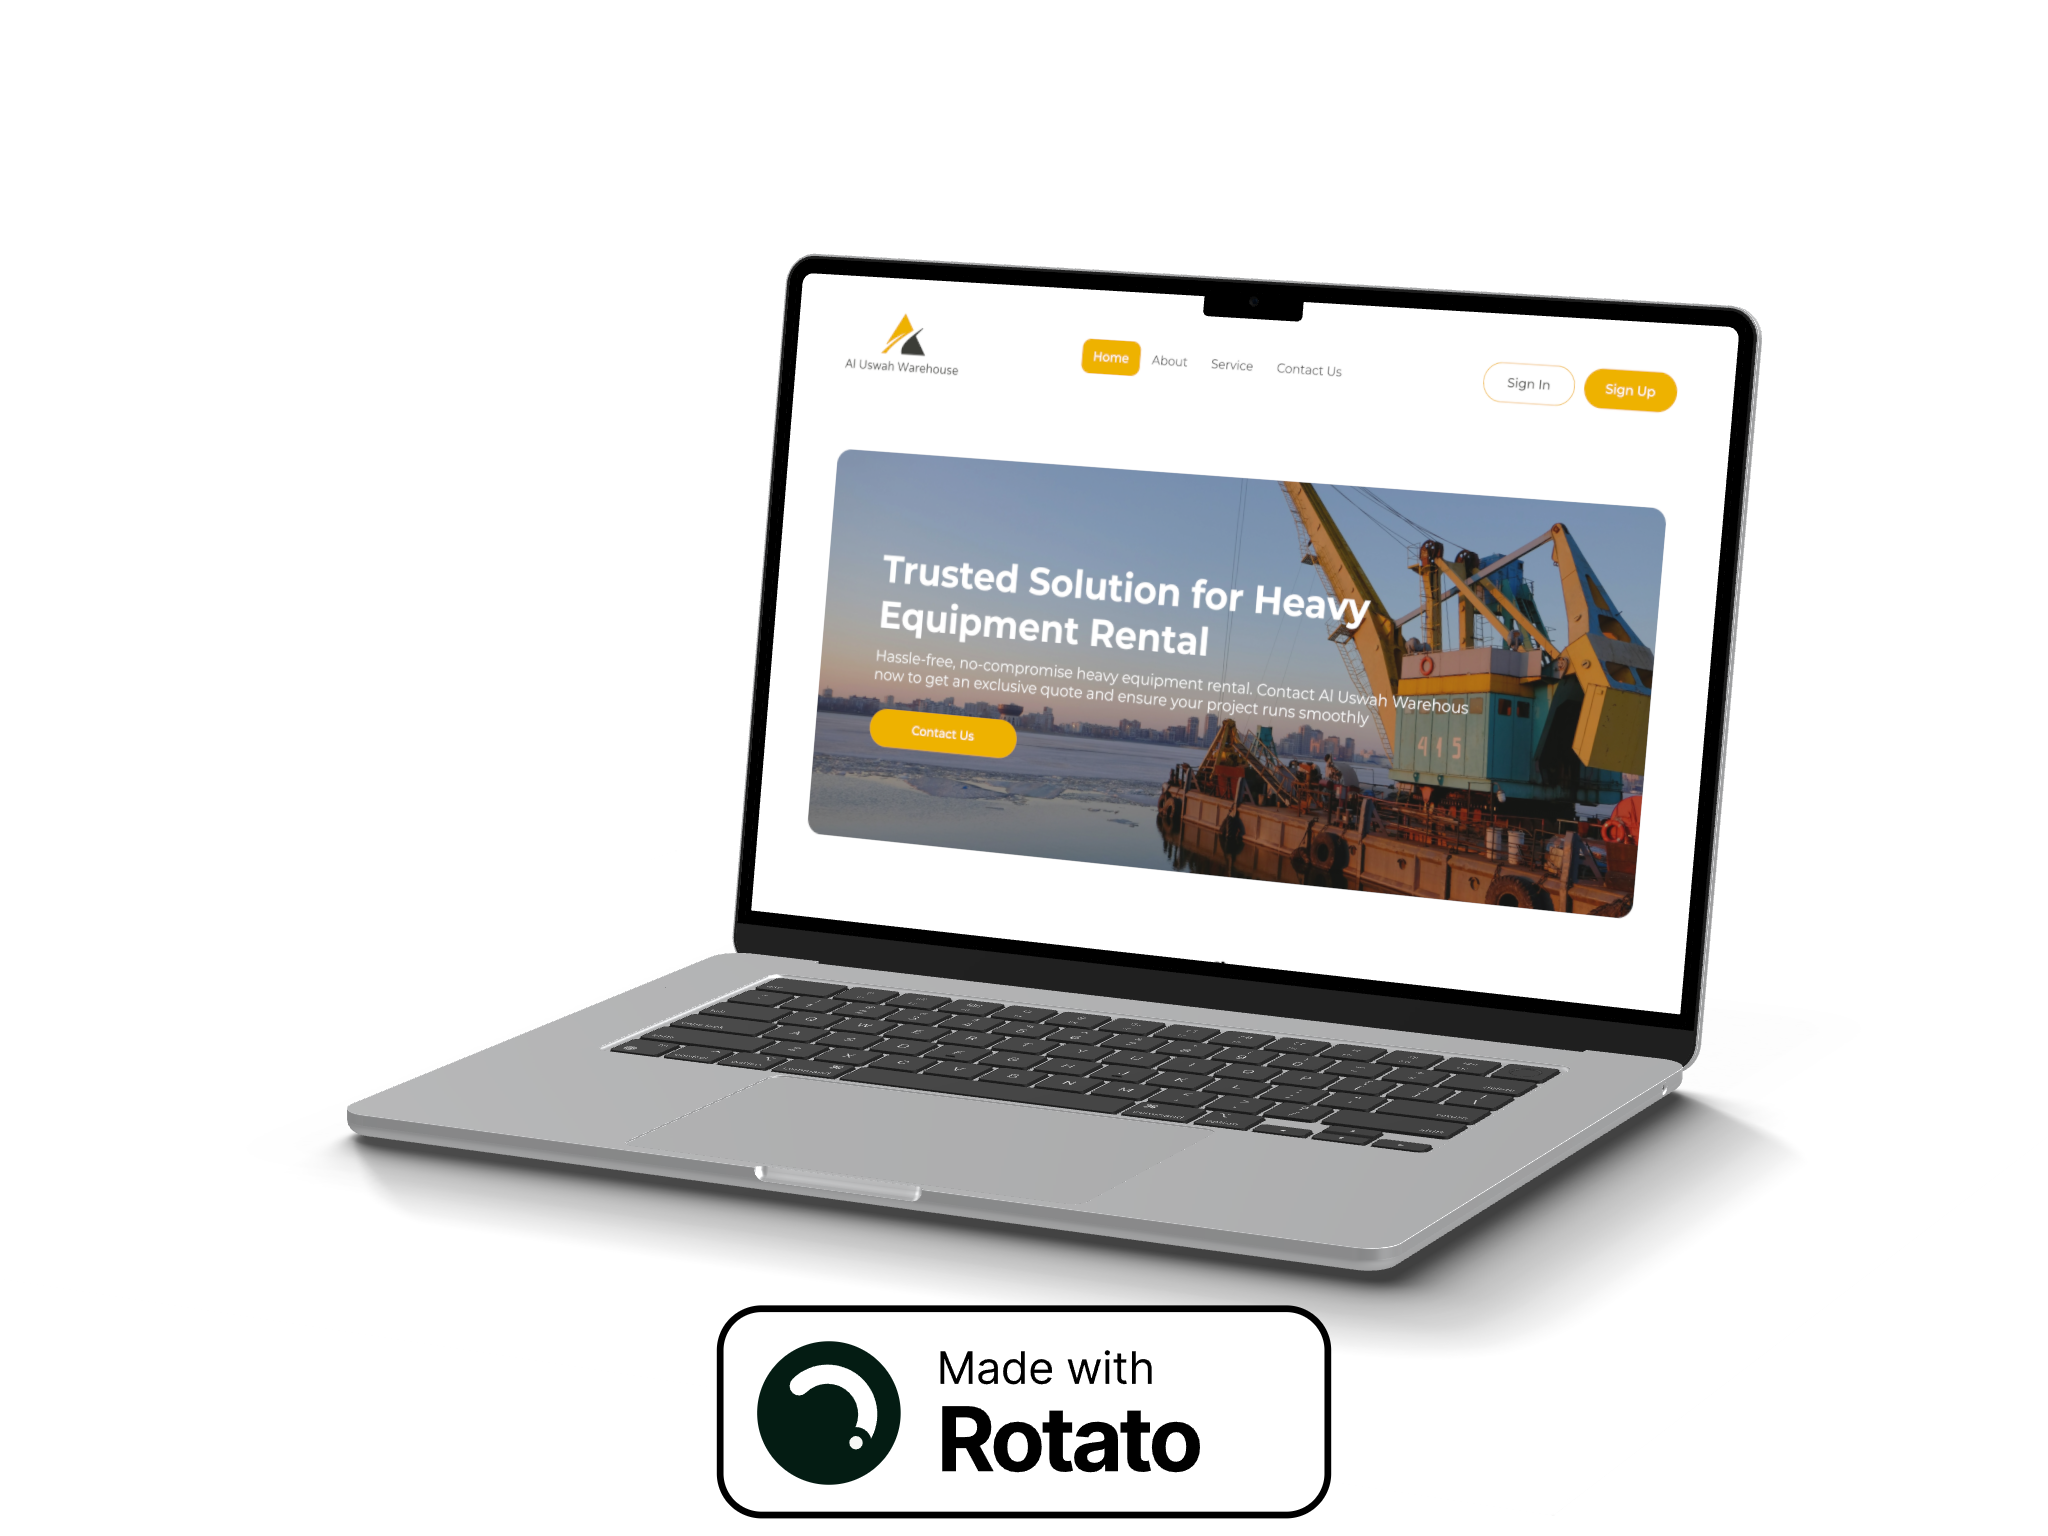 Al Uswah Warehouse
Home
About
Service
Contact Us
Sign In
Sign Up
Trusted Solution for Heavy
Equipment Rental
Hassle-free, no-compromise heavy equipment rental. Contact Al Uswah Warehous
now to get an exclusive quote and ensure your project runs smoothly
Contact Us
415
Made with
Rotato